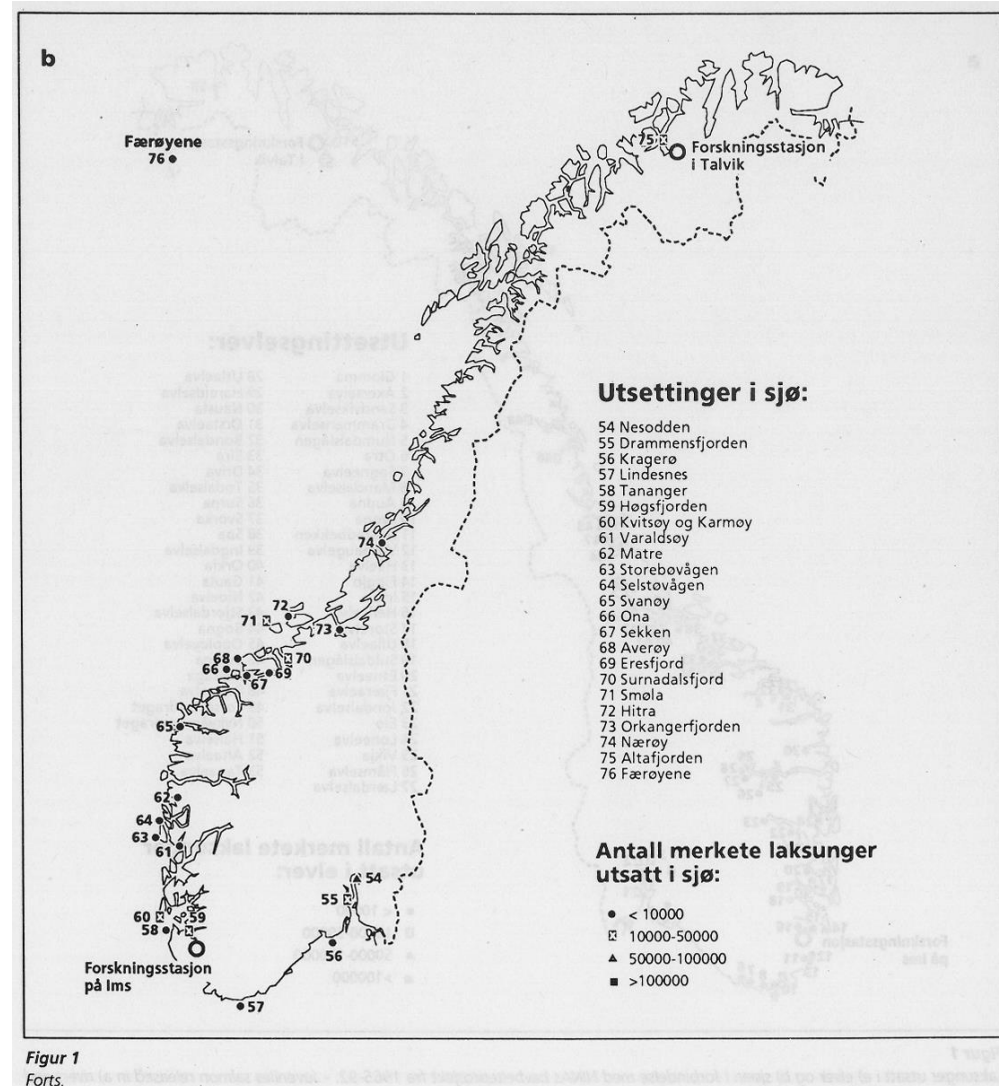 b
Færøyene
76
75
Forskningsstasjon
i Talvik
Utsettinger i sjø:
54 Nesodden
55 Drammensfjorden
56 Kragerø
57 Lindesnes
58 Tananger
59 Høgsfjorden
60 Kvitsøy og Karmøy
61 Varaldsøy
62 Matre
63 Storebøvågen
64 Selstøvågen
65 Svanøy
66 Ona
67 Sekken
68 Averøy
69 Eresfjord
70 Surnadalsfjord
71 Smøla
72 Hitra
73 Orkangerfjorden
74 Nærøy
75 Altafjorden
76 Færøyene
74
72
71
73
68
70
66
69
67
65
62
64
63
61
54
55
60
59
58
56
Forskningsstasjon
på Ims
57
Antall merkete laksunger
utsatt i sjø:
< 10000
10000-50000
50000-100000
>100000
Figur 1
Forts.